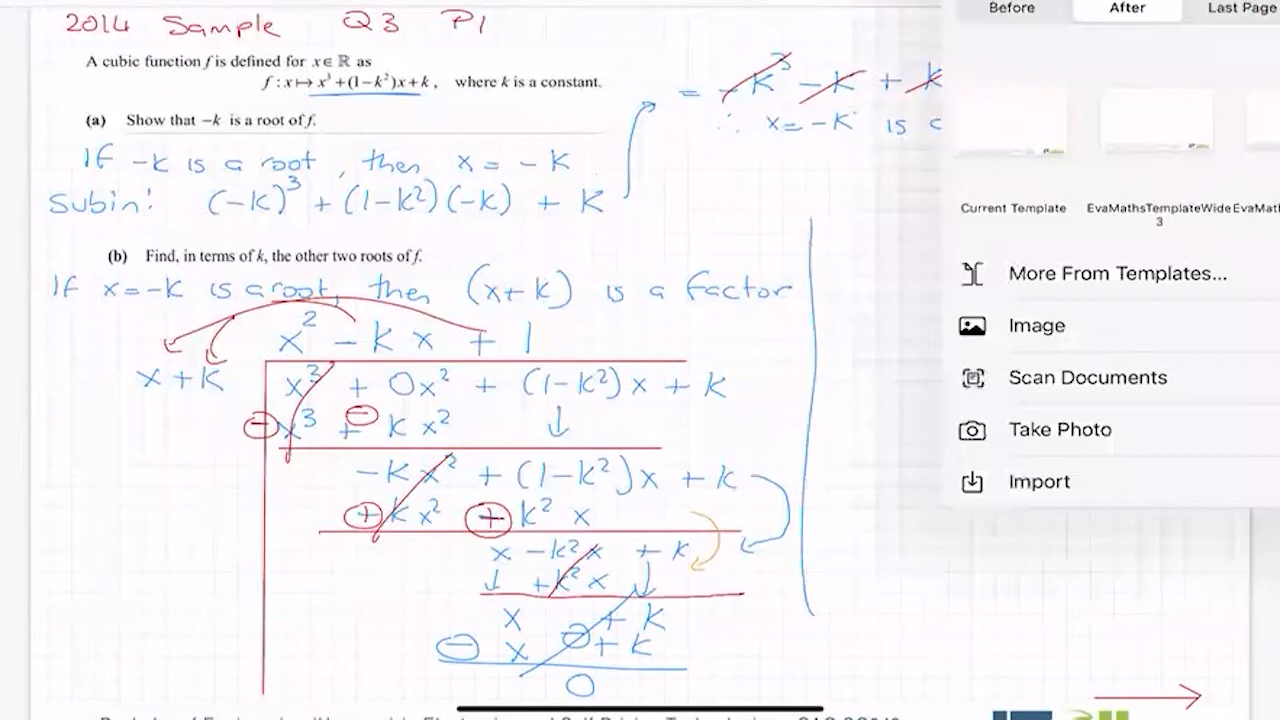 2014 Sample Q3 P1
A cubic function f is defined for x∈ℝ as
f : x ↦ x³+(1−k²)x+k, where k is a constant.
(a) Show that −k is a root of f.
If -k is a root, then x = -k
Sub in: (-k)³ + (1-k²)(-k) + k
= -k³ - k + k
∴ x = -k is
(b) Find, in terms of k, the other two roots of f.
If x=-k is a root, then (x+k) is a factor
x² - kx + 1
x + k
x³ + 0x² + (1-k²)x + k
- x³ + - kx²
-kx² + (1-k²)x + k
+ kx² + k² x
x -k²x + k
+k²x
x + k
- x + k
0
Before After Last Page
Current Template EvaMathsTemplateWide EvaMath
3
More From Templates...
Image
Scan Documents
Take Photo
Import